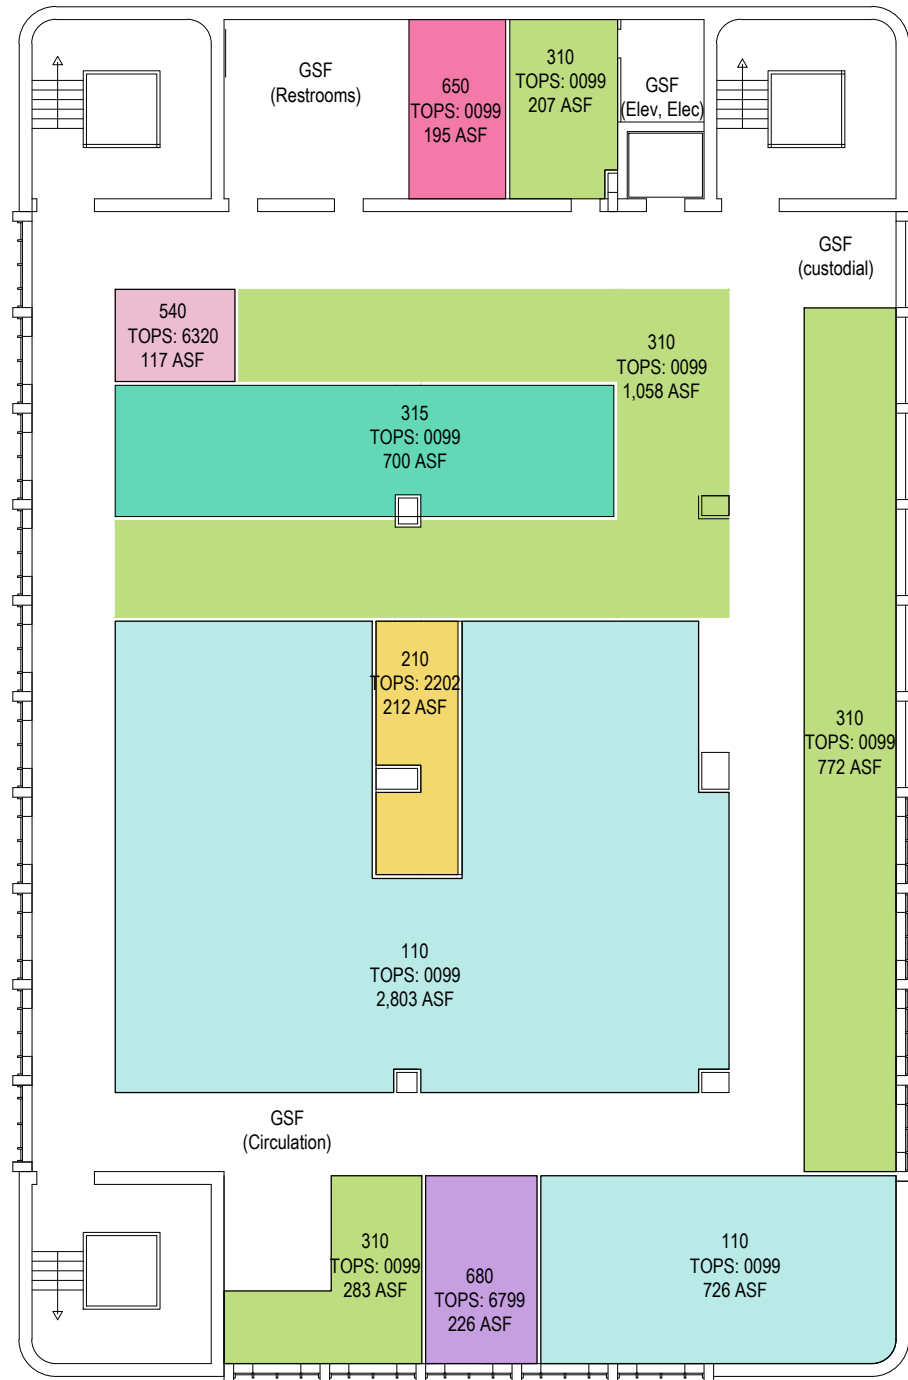 GSF
(Restrooms)
650
TOPS: 0099
195 ASF
310
TOPS: 0099
207 ASF
GSF
(Elev, Elec)
GSF
(custodial)
540
TOPS: 6320
117 ASF
310
TOPS: 0099
1,058 ASF
315
TOPS: 0099
700 ASF
210
TOPS: 2202
212 ASF
310
TOPS: 0099
772 ASF
110
TOPS: 0099
2,803 ASF
GSF
(Circulation)
310
TOPS: 0099
283 ASF
680
TOPS: 6799
226 ASF
110
TOPS: 0099
726 ASF